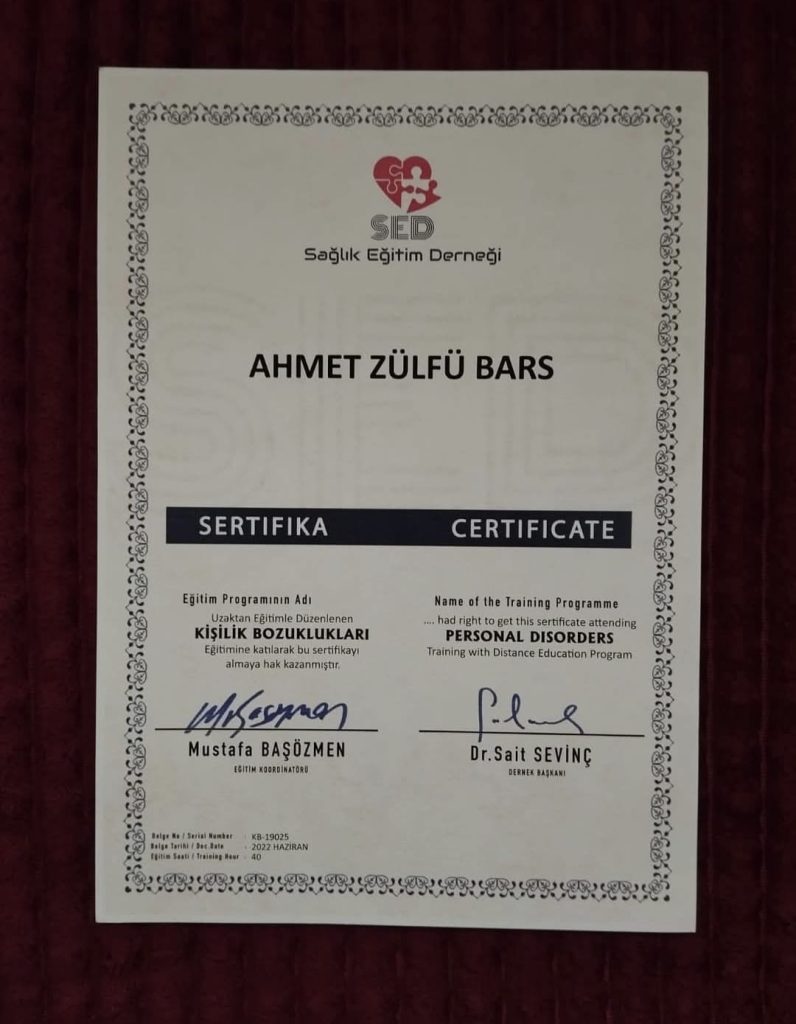 SED
Sağlık Eğitim Derneği
AHMET ZÜLFÜ BARS
SERTIFIKA
CERTIFICATE
Eğitim Programının Adı
Uzaktan Eğitimle Düzenlenen
KİŞİLİK BOZUKLUKLARI
Eğitimine katılarak bu sertifikayı
almaya hak kazanmıştır.
Name of the Training Programme
.... had right to get this sertificate attending
PERSONAL DISORDERS
Training with Distance Education Program
Mustafa BAŞÖZMEN
EĞİTİM KOORDİNATÖRÜ
Dr.Sait SEVİNÇ
DERNEK BAŞKANI
Belge No / Serial Number : KB-19025
Belge Tarihi / Doc.Date : 2022 HAZİRAN
Eğitim Saati / Training Hour : 40